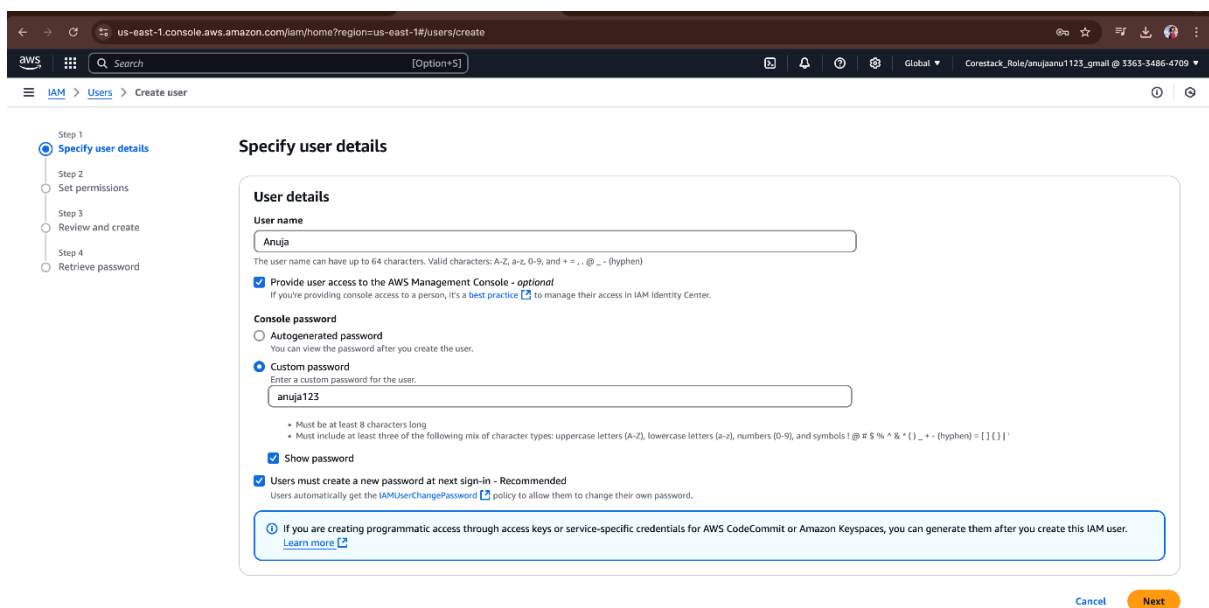 us-east-1.console.aws.amazon.com/iam/home?region=us-east-1#/users/create
aws Search [Option+S] Global Corestack_Role/anujaanu1123_gmail @ 3363-3486-4709
IAM > Users > Create user
Step 1
Specify user details
Step 2
Set permissions
Step 3
Review and create
Step 4
Retrieve password
Specify user details
User details
User name
Anuja
The user name can have up to 64 characters. Valid characters: A-Z, a-z, 0-9, and + = , . @ _ - (hyphen)
Provide user access to the AWS Management Console - optional
If you're providing console access to a person, it's a best practice to manage their access in IAM Identity Center.
Console password
Autogenerated password
You can view the password after you create the user.
Custom password
Enter a custom password for the user.
anuja123
• Must be at least 8 characters long
• Must include at least three of the following mix of character types: uppercase letters (A-Z), lowercase letters (a-z), numbers (0-9), and symbols ! @ # $ % ^ & * ( ) _ + - (hyphen) = [ ] { } | '
Show password
Users must create a new password at next sign-in - Recommended
Users automatically get the IAMUserChangePassword policy to allow them to change their own password.
If you are creating programmatic access through access keys or service-specific credentials for AWS CodeCommit or Amazon Keyspaces, you can generate them after you create this IAM user.
Learn more
Cancel Next